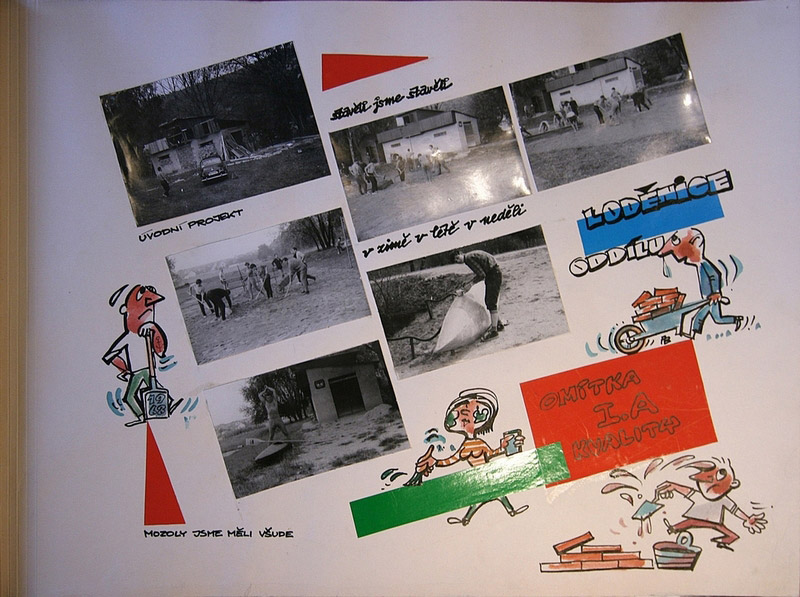 stavěli jsme stavěli
ÚVODNÍ PROJEKT
v zimě v létě v neděli
LODĚNICE
ODDÍLU
OMÍTKA
I.A
KVALITY
MOZOLY JSME MĚLI VŠUDE